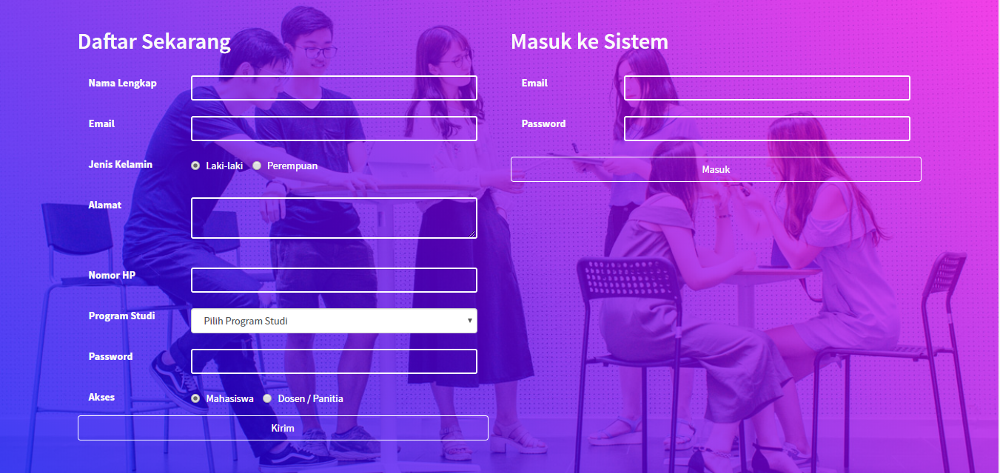 Daftar Sekarang
Nama Lengkap
Email
Jenis Kelamin
Laki-laki Perempuan
Alamat
Nomor HP
Program Studi
Pilih Program Studi
Password
Akses
Mahasiswa Dosen / Panitia
Kirim
Masuk ke Sistem
Email
Password
Masuk